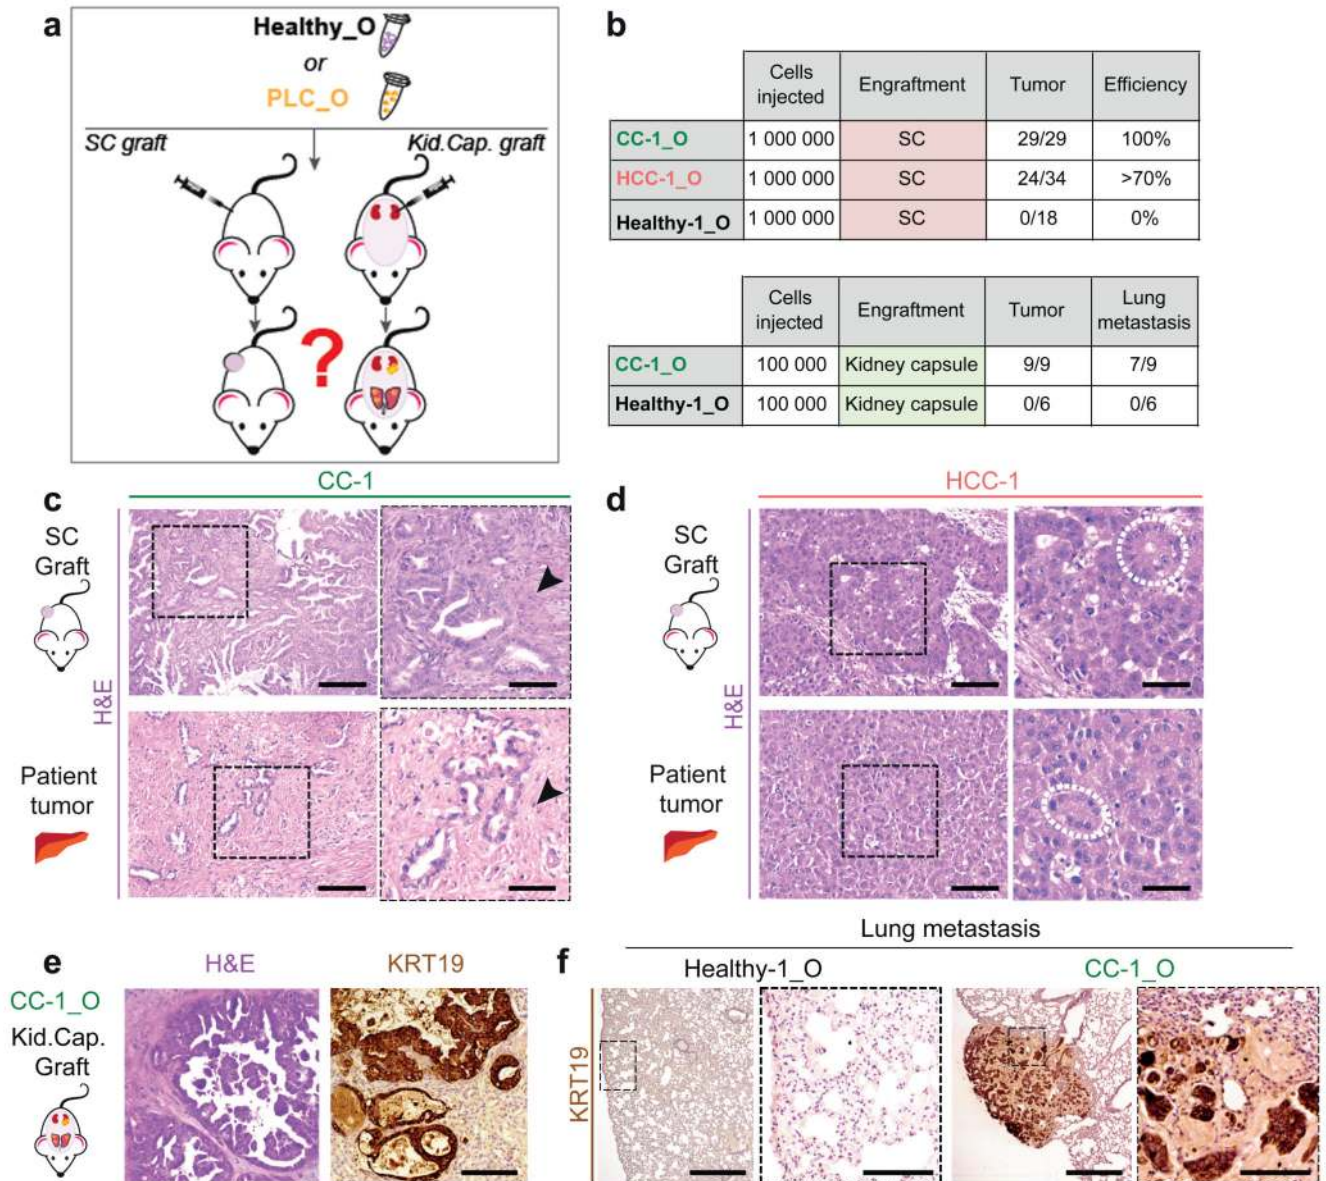 a
Healthy_O
or
PLC_O
SC graft
Kid.Cap. graft
?
b
Cells injected Engraftment Tumor Efficiency
CC-1_O 1 000 000 SC 29/29 100%
HCC-1_O 1 000 000 SC 24/34 >70%
Healthy-1_O 1 000 000 SC 0/18 0%
Cells injected Engraftment Tumor Lung metastasis
CC-1_O 100 000 Kidney capsule 9/9 7/9
Healthy-1_O 100 000 Kidney capsule 0/6 0/6
c
CC-1
SC
Graft
H&E
Patient
tumor
d
HCC-1
SC
Graft
H&E
Patient
tumor
e
H&E
KRT19
CC-1_O
Kid.Cap.
Graft
f
Lung metastasis
Healthy-1_O
CC-1_O
KRT19